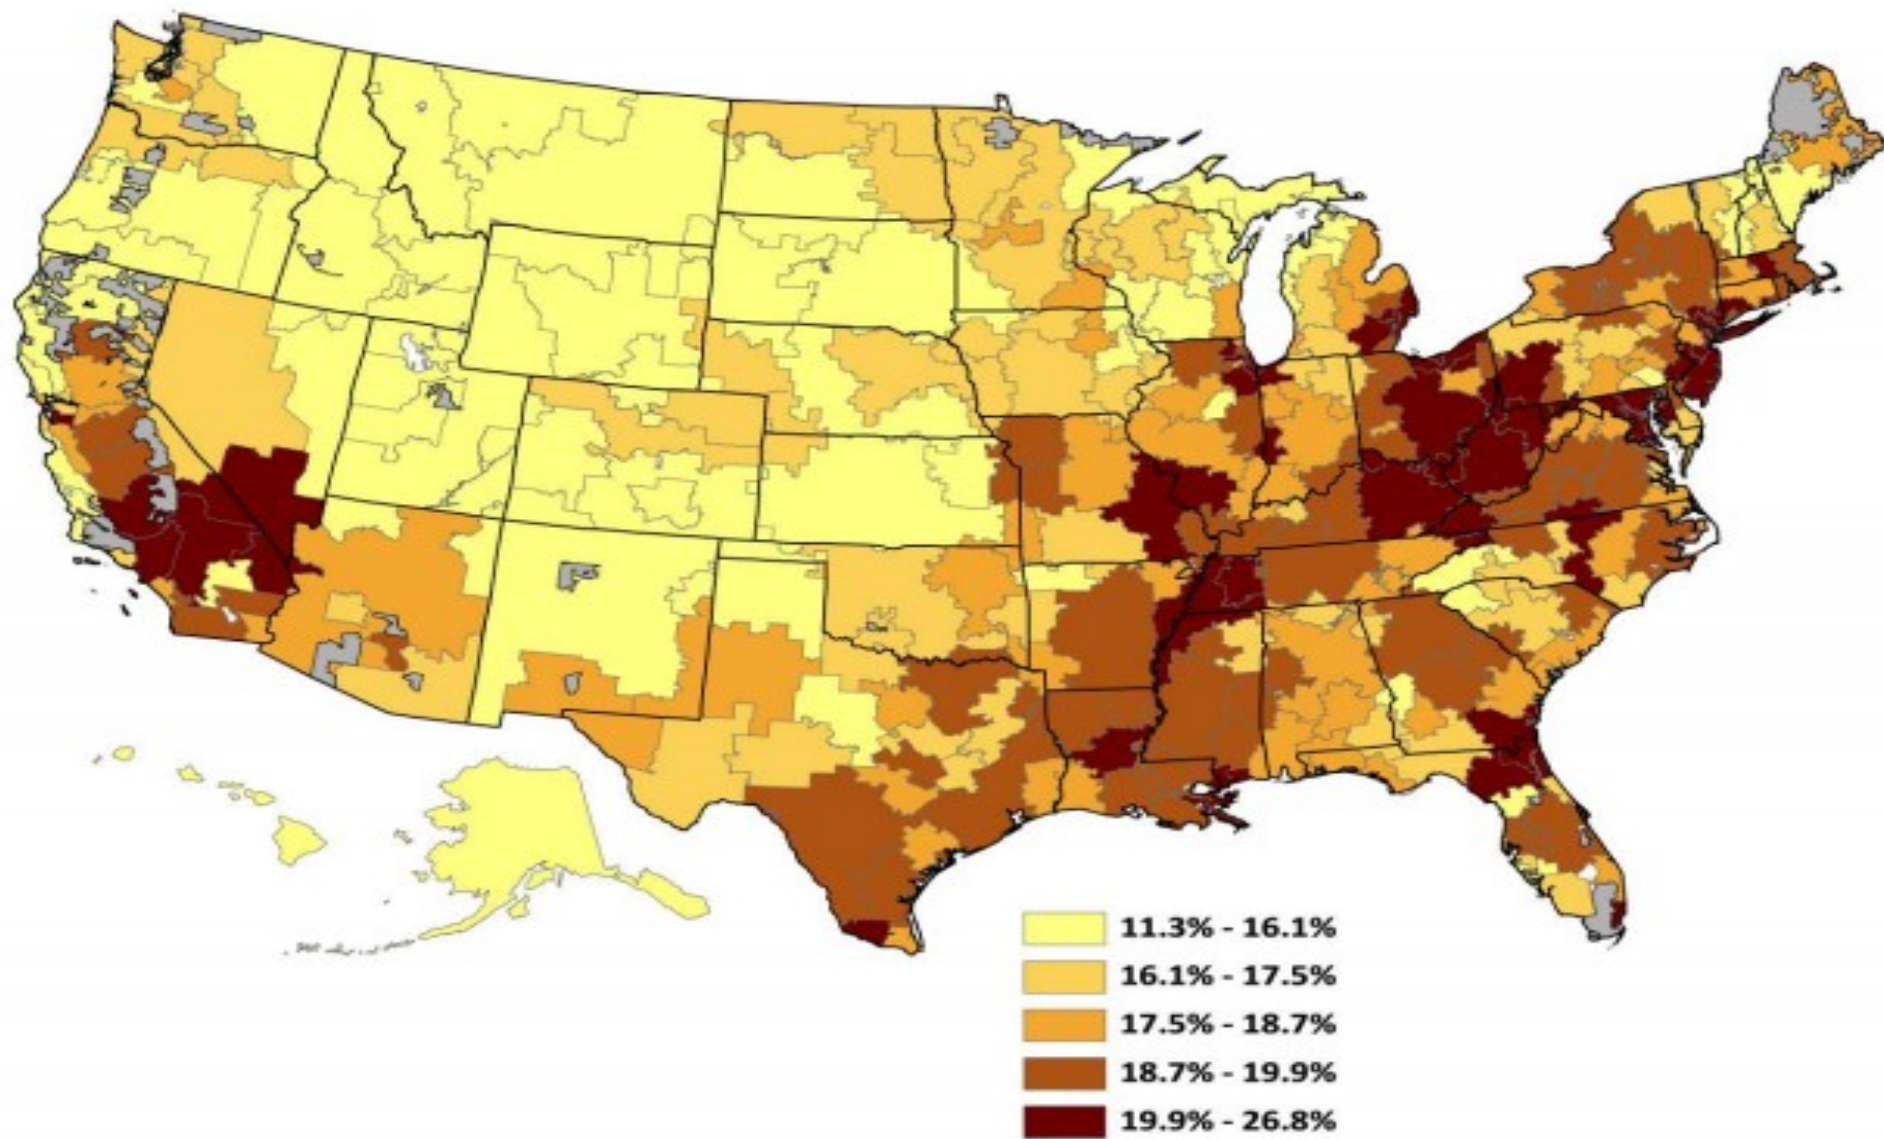 11.3% - 16.1%
16.1% - 17.5%
17.5% - 18.7%
18.7% - 19.9%
19.9% - 26.8%